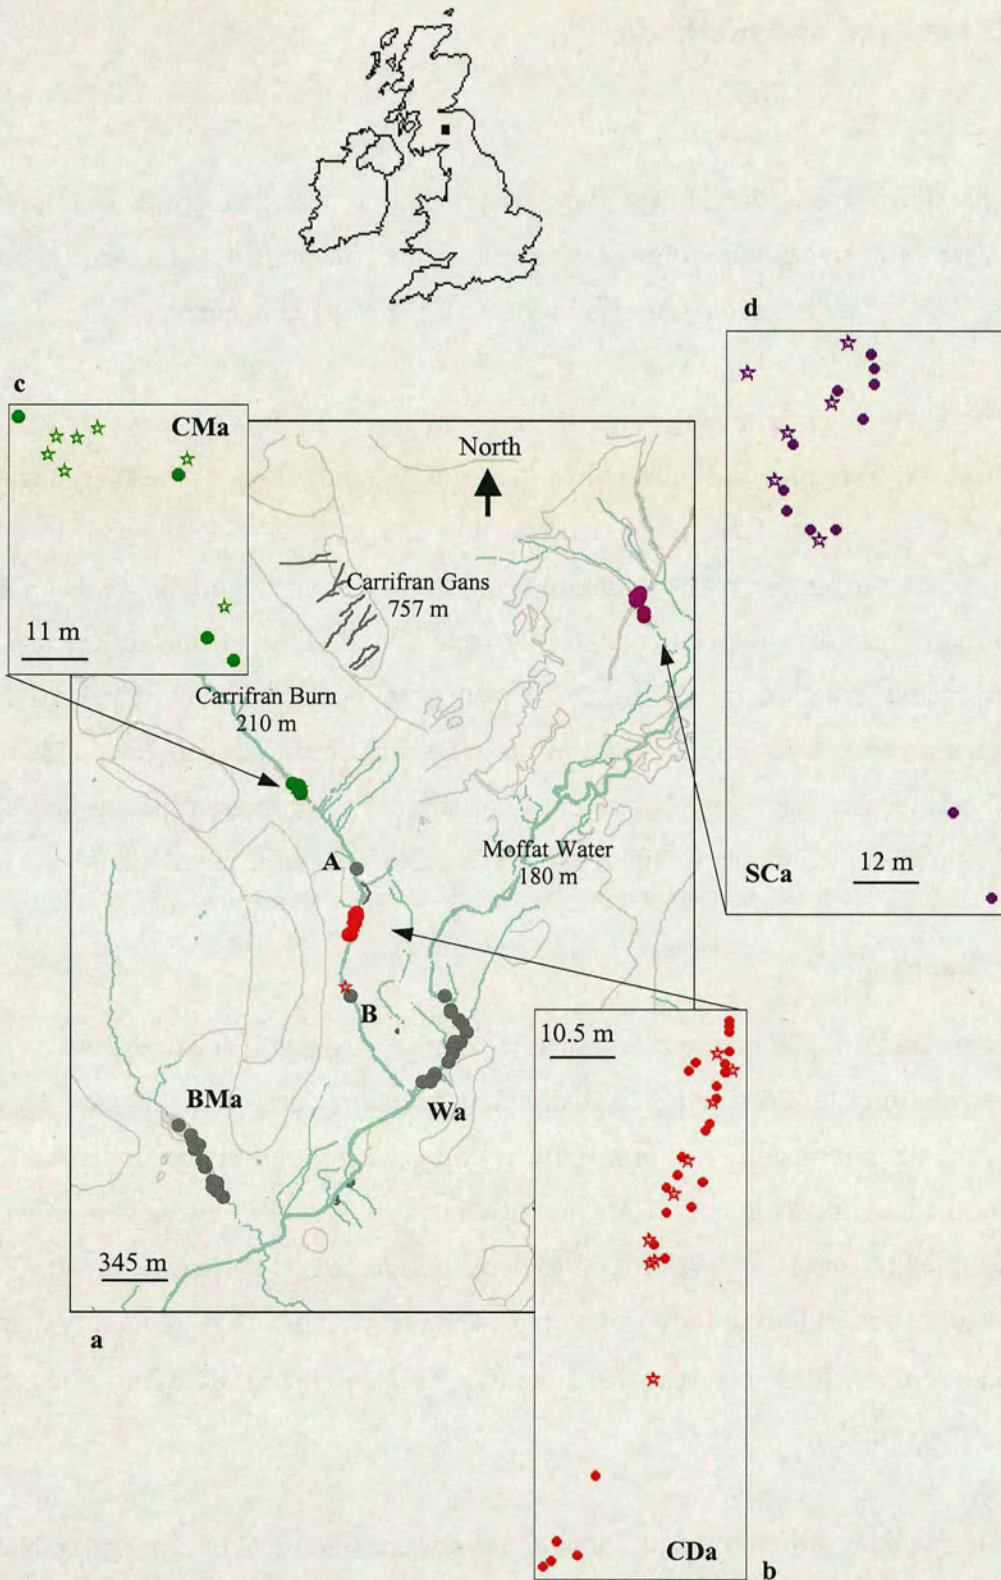 d
c
CMa
North
Carrifran Gans
757 m
11 m
Carrifran Burn
210 m
A
Moffat Water
180 m
SCa
12 m
B
10.5 m
BMa
Wa
345 m
a
CDa
b